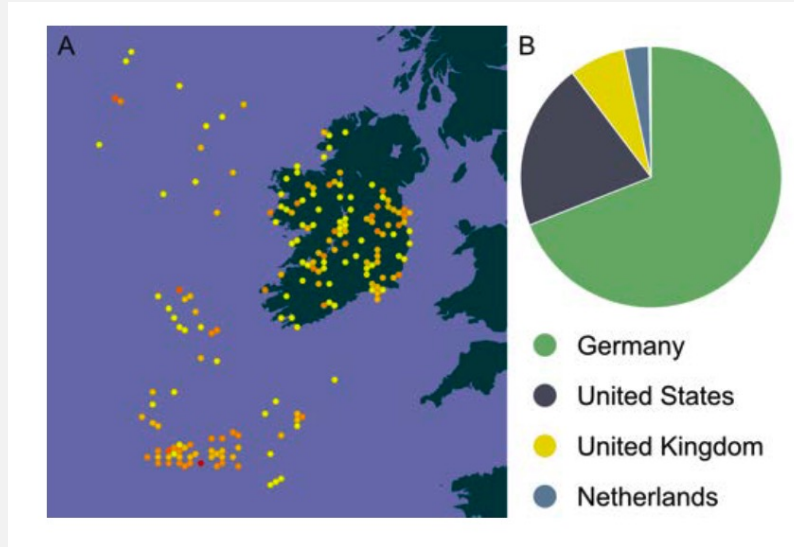 A
B
Germany
United States
United Kingdom
Netherlands